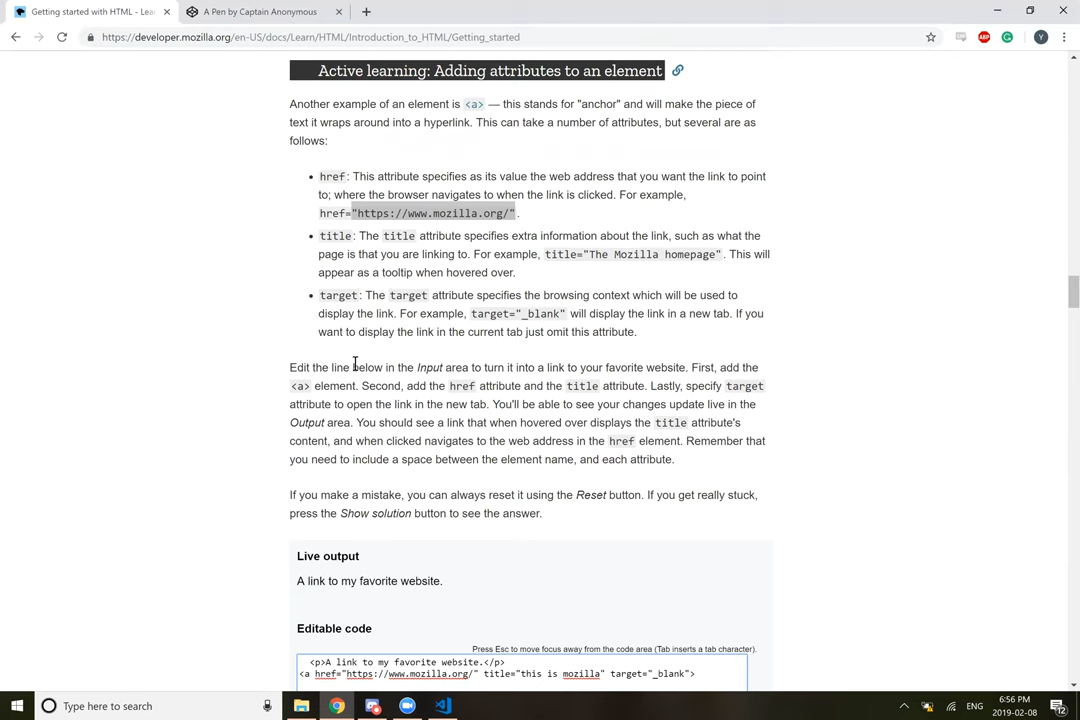 Getting started with HTML - Lea
A Pen by Captain Anonymous
https://developer.mozilla.org/en-US/docs/Learn/HTML/Introduction_to_HTML/Getting_started
ABP
G
Y
Active learning: Adding attributes to an element
Another example of an element is <a> — this stands for "anchor" and will make the piece of
text it wraps around into a hyperlink. This can take a number of attributes, but several are as
follows:
• href: This attribute specifies as its value the web address that you want the link to point
to; where the browser navigates to when the link is clicked. For example,
href="https://www.mozilla.org/".
• title: The title attribute specifies extra information about the link, such as what the
page is that you are linking to. For example, title="The Mozilla homepage". This will
appear as a tooltip when hovered over.
• target: The target attribute specifies the browsing context which will be used to
display the link. For example, target="_blank" will display the link in a new tab. If you
want to display the link in the current tab just omit this attribute.
Edit the line below in the Input area to turn it into a link to your favorite website. First, add the
<a> element. Second, add the href attribute and the title attribute. Lastly, specify target
attribute to open the link in the new tab. You'll be able to see your changes update live in the
Output area. You should see a link that when hovered over displays the title attribute's
content, and when clicked navigates to the web address in the href element. Remember that
you need to include a space between the element name, and each attribute.
If you make a mistake, you can always reset it using the Reset button. If you get really stuck,
press the Show solution button to see the answer.
Live output
A link to my favorite website.
Editable code
Press Esc to move focus away from the code area (Tab inserts a tab character).
<p>A link to my favorite website.</p>
<a href="https://www.mozilla.org/" title="this is mozilla" target="_blank">
Type here to search
ENG
6:56 PM
2019-02-08
12